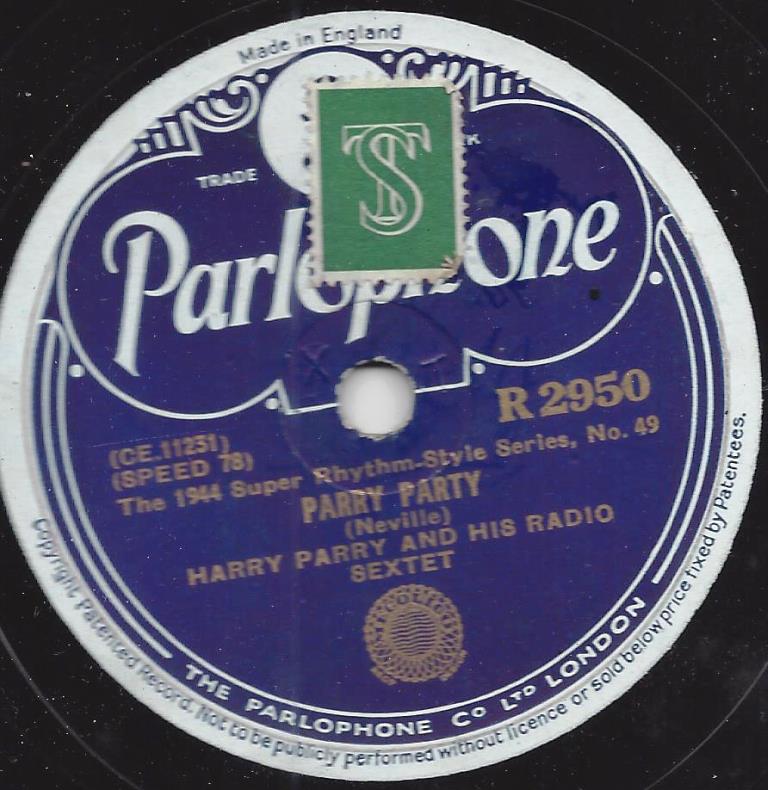 Made in England
TS
TRADE
Parlophone
R 2950
(CE.11231)
(SPEED 78)
The 1944 Super Rhythm-Style Series, No. 49
PARRY PARTY
(Neville)
HARRY PARRY AND HIS RADIO
SEXTET
THE PARLOPHONE CO LTD LONDON
Copyright Patented Record. Not to be publicly performed without licence or sold below price fixed by Patentees.